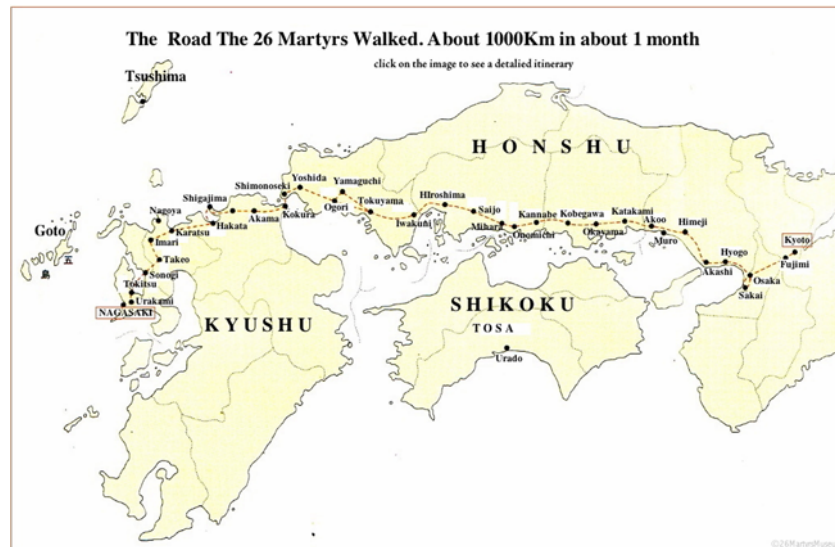 The Road The 26 Martyrs Walked. About 1000Km in about 1 month
click on the image to see a detalied itinerary
Tsushima
HONSHU
Yoshida
Shimonoseki
Yamaguchi
Shigajima
Ogori
Tokuyama
HIroshima
Saijo
Kannabe
Kobegawa
Katakami
Nagoya
Akama
Kokura
Iwakuni
Mihara
Onomichi
Okayama
Akoo
Himeji
Goto
五
島
Karatsu
Hakata
Muro
Kyoto
Imari
Takeo
Hyogo
Fujimi
Sonogi
Akashi
Osaka
Tokitsu
Sakai
Urakami
NAGASAKI
KYUSHU
SHIKOKU
TOSA
Urado